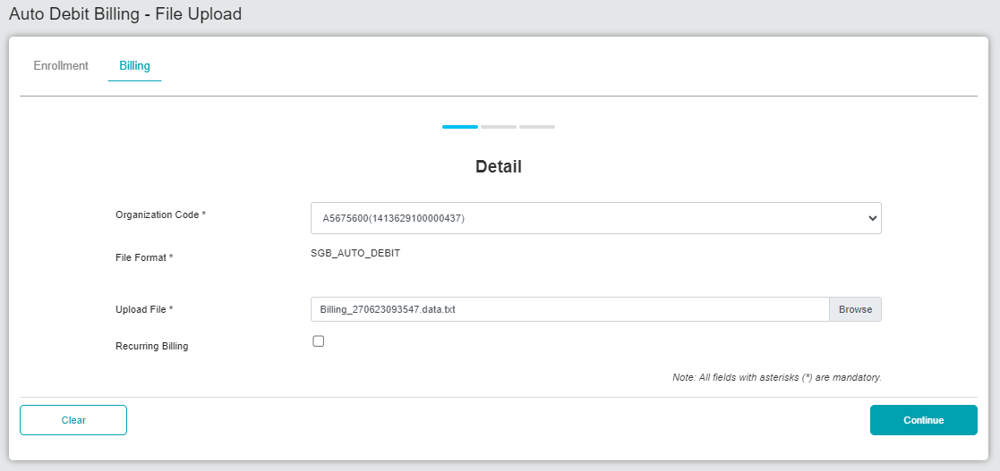 Auto Debit Billing - File Upload
Enrollment Billing
Detail
Organization Code * A5675600(1413629100000437)
File Format * SGB_AUTO_DEBIT
Upload File * Billing_270623093547.data.txt Browse
Recurring Billing
Note: All fields with asterisks (*) are mandatory.
Clear Continue